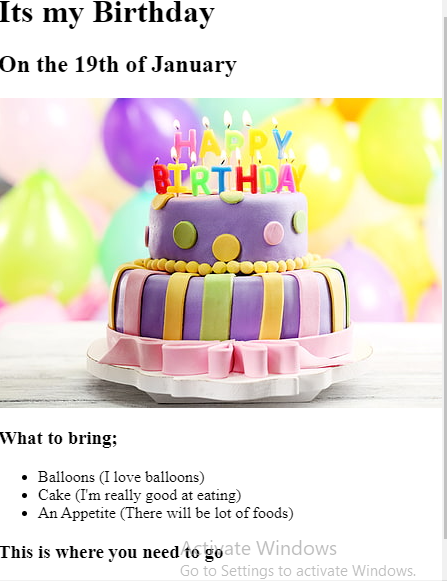 Its my Birthday
On the 19th of January
HAPPY
BIRTHDAY
What to bring;
Balloons (I love balloons)
Cake (I'm really good at eating)
An Appetite (There will be lot of foods)
This is where you need to go
Activate Windows
Go to Settings to activate Windows.